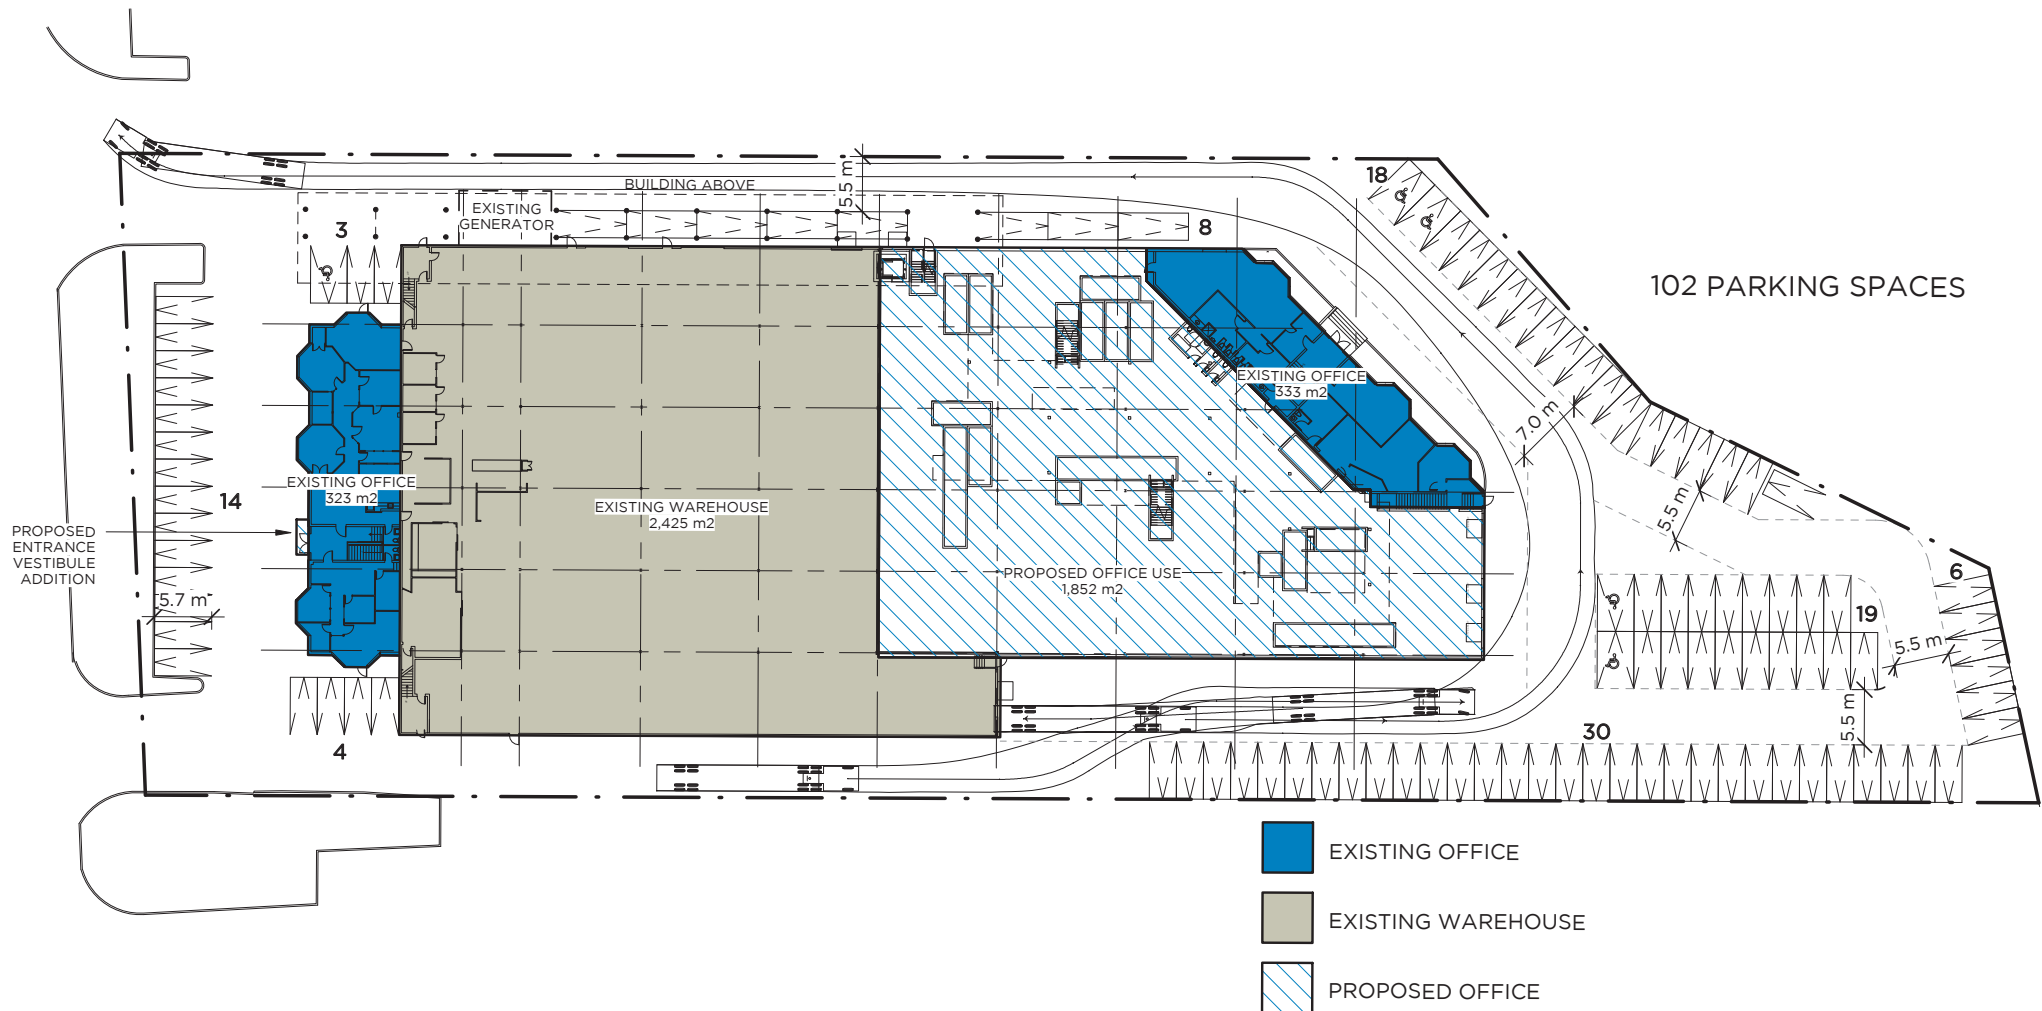 BUILDING ABOVE
5.5 m
18
EXISTING
GENERATOR
3
8
102 PARKING SPACES
EXISTING OFFICE
333 m2
7.0 m
EXISTING OFFICE
323 m2
14
EXISTING WAREHOUSE
2,425 m2
5.5 m
PROPOSED
ENTRANCE
VESTIBULE
ADDITION
PROPOSED OFFICE USE
1,852 m2
6
5.7 m
19
5.5 m
5.5 m
30
4
EXISTING OFFICE
EXISTING WAREHOUSE
PROPOSED OFFICE